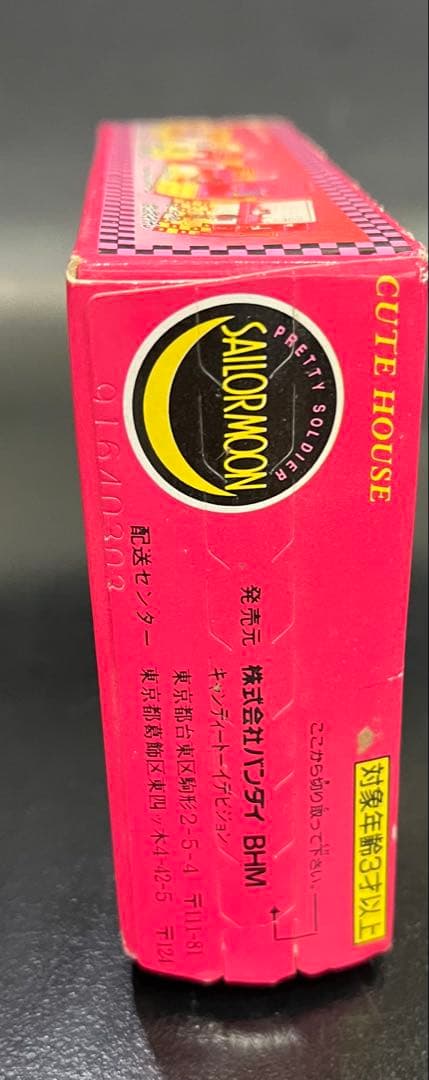 CUTE HOUSE
PRETTY SOLDIER
SAILORMOON
対象年齢3才以上
ここから切り取って下さい。
発売元 株式会社バンダイ BHM
キャンディートーイデビジョン
東京都台東区駒形2-5-4 〒111-81
配送センター 東京都葛飾区東四ッ木4-42-5 〒124